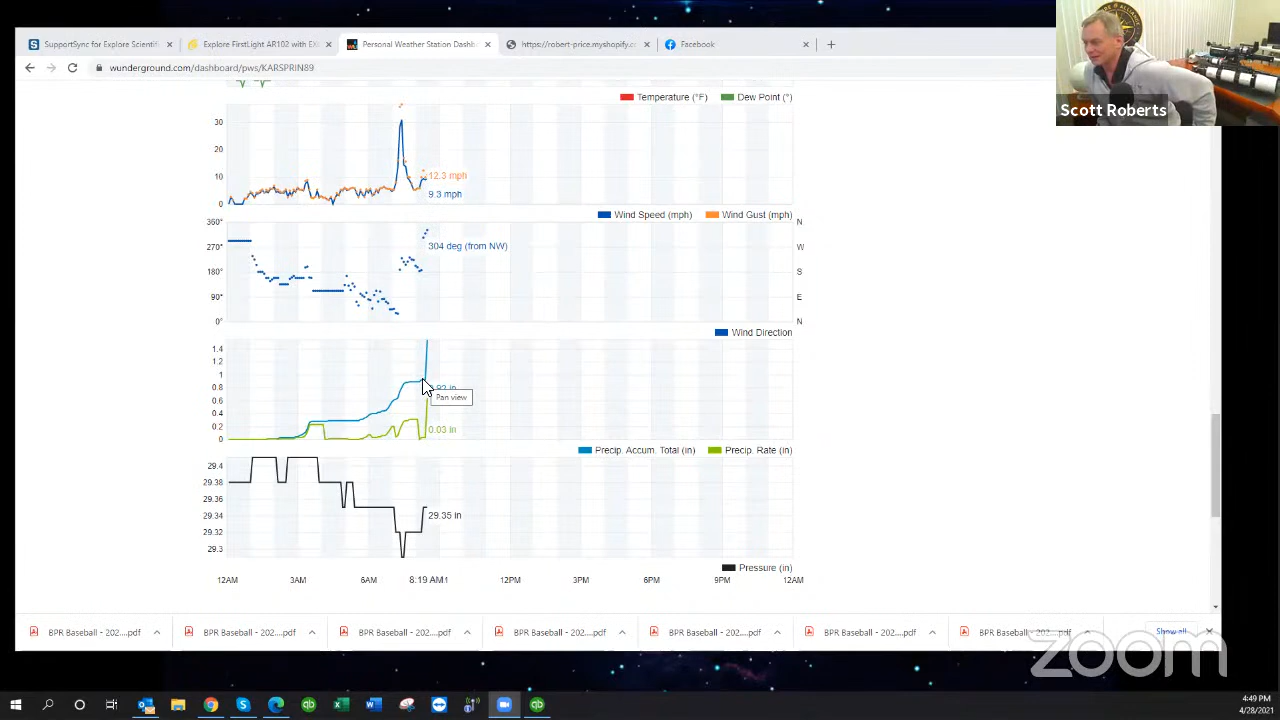 SupportSync for Explore Scientifi
Explore FirstLight AR102 with EX
Personal Weather Station Dashb
https://robert-price.myshopify.c
Facebook
wunderground.com/dashboard/pws/KARSPRIN89
Scott Roberts
Temperature (°F) Dew Point (°)
30
20
10
0
12.3 mph
9.3 mph
Wind Speed (mph) Wind Gust (mph)
360°
270°
180°
90°
0°
N
W
S
E
N
304 deg (from NW)
Wind Direction
1.4
1.2
1
0.8
0.6
0.4
0.2
0
Pan view
0.03 in
Precip. Accum. Total (in) Precip. Rate (in)
29.4
29.38
29.36
29.34
29.32
29.3
29.35 in
Pressure (in)
12AM 3AM 6AM 8:19 AM 12PM 3PM 6PM 9PM 12AM
BPR Baseball - 202....pdf BPR Baseball - 202....pdf BPR Baseball - 202....pdf BPR Baseball - 202....pdf BPR Baseball - 202....pdf BPR Baseball - 202....pdf BPR Baseball - 202....pdf Show all
zoom
4:49 PM
4/28/2021